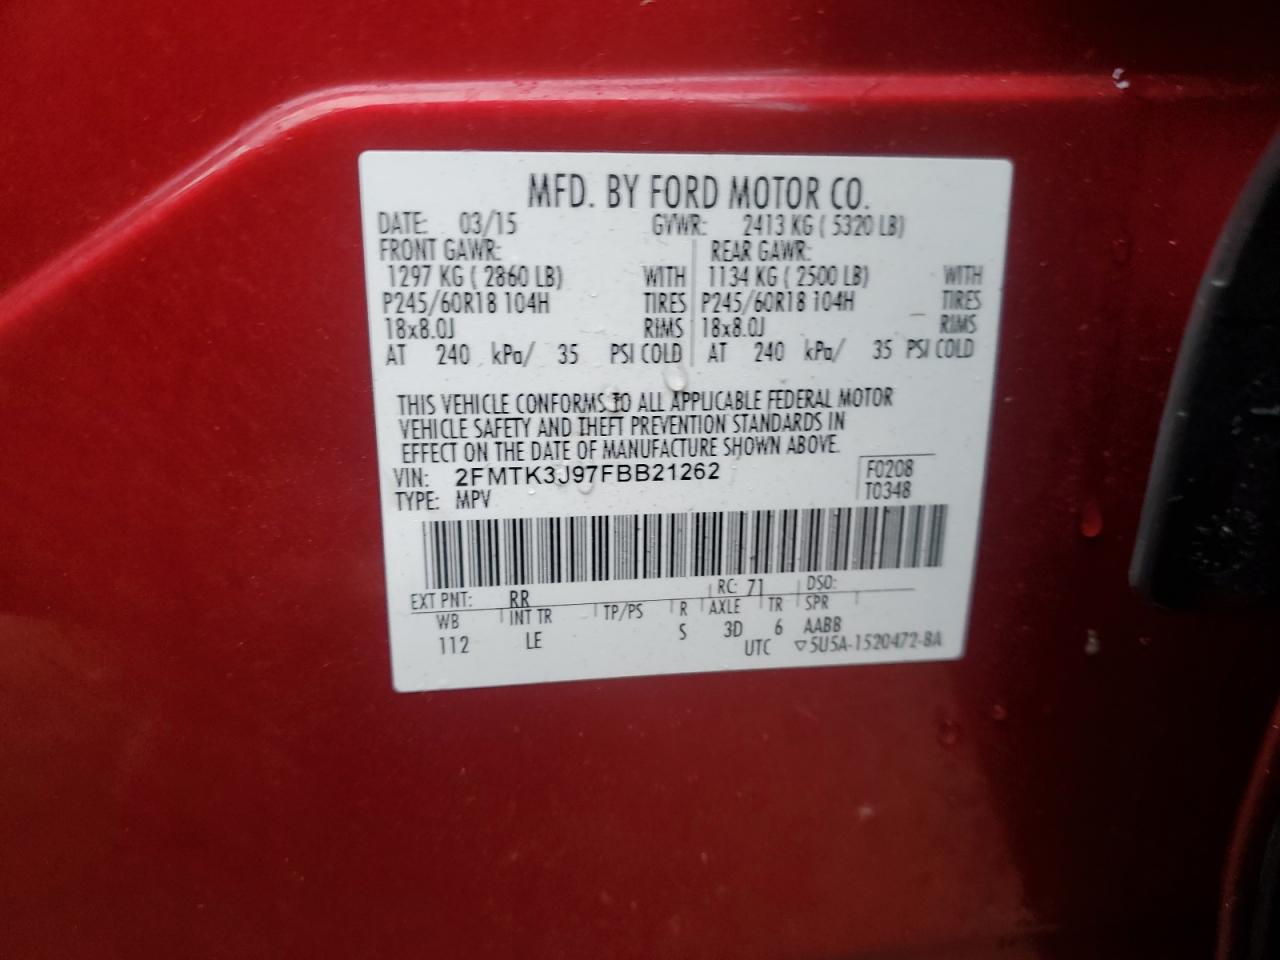 MFD. BY FORD MOTOR CO.
DATE: 03/15 GVWR: 2413 KG ( 5320 LB)
FRONT GAWR: REAR GAWR:
1297 KG ( 2860 LB) WITH 1134 KG ( 2500 LB) WITH
P245/60R18 104H TIRES P245/60R18 104H TIRES
18x8.0J RIMS 18x8.0J RIMS
AT 240 kPa/ 35 PSI COLD AT 240 kPa/ 35 PSI COLD
THIS VEHICLE CONFORMS TO ALL APPLICABLE FEDERAL MOTOR
VEHICLE SAFETY AND THEFT PREVENTION STANDARDS IN
EFFECT ON THE DATE OF MANUFACTURE SHOWN ABOVE.
VIN: 2FMTK3J97FBB21262 F0208
TYPE: MPV T0348
EXT PNT: RR RC: 71 DSO:
WB INT TR TP/PS R AXLE TR SPR
112 LE S 3D 6 AABB
UTC ▽5U5A-1520472-BA